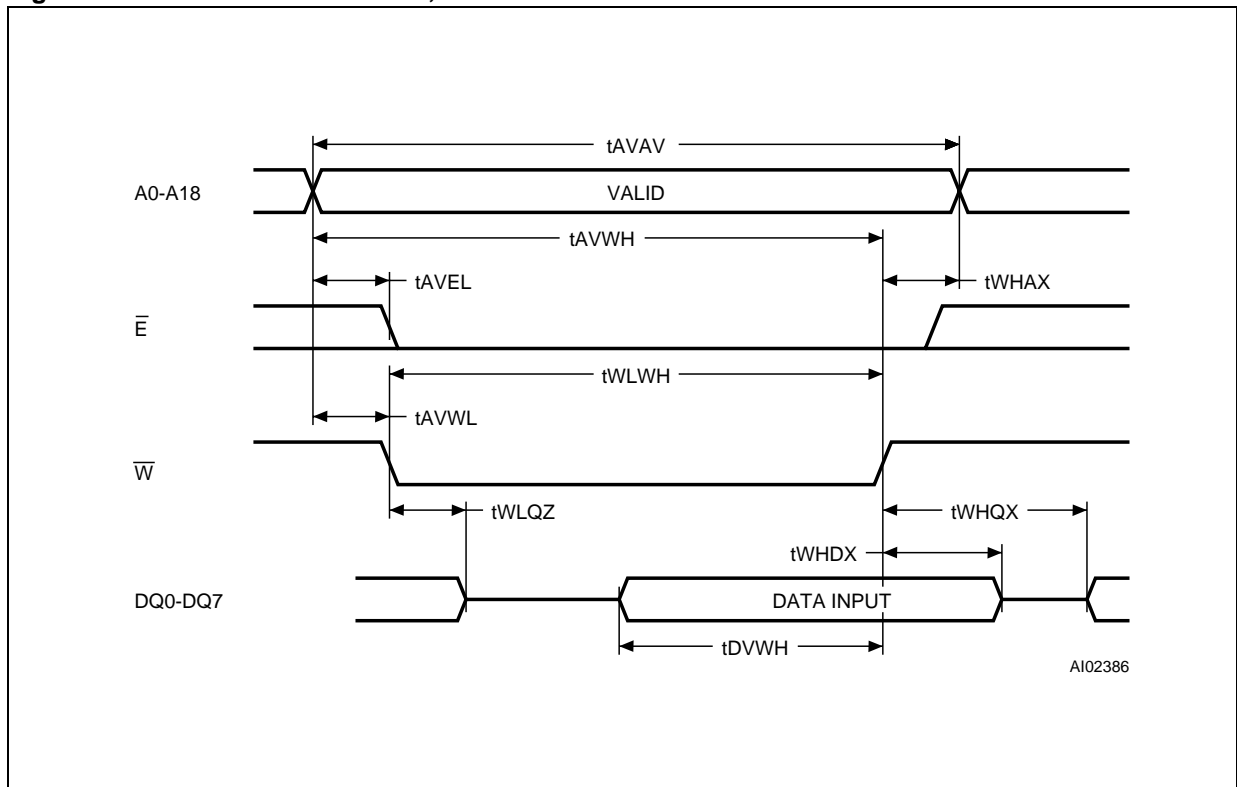 tAVAV
A0-A18
VALID
tAVWH
tAVEL
tWHAX
E̅
tWLWH
tAVWL
W̅
tWLQZ
tWHQX
tWHDX
DQ0-DQ7
DATA INPUT
tDVWH
AI02386